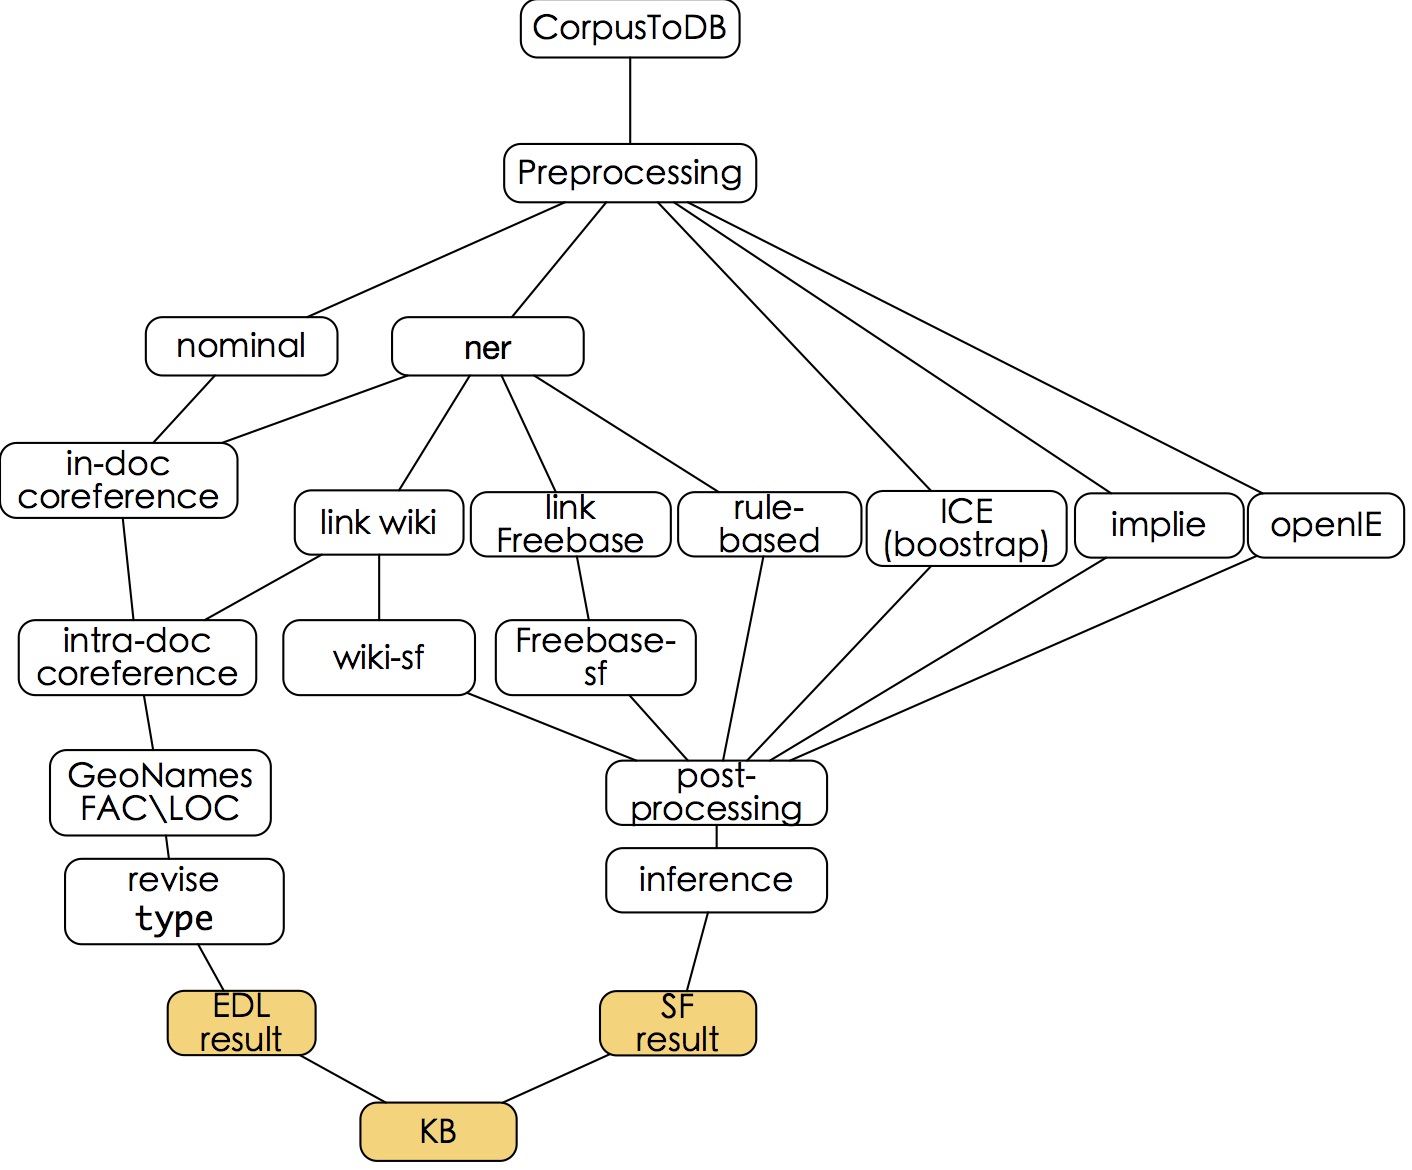 CorpusToDB
Preprocessing
nominal
ner
in-doc
coreference
link wiki
link
Freebase
rule-
based
ICE
(boostrap)
implie
openIE
intra-doc
coreference
wiki-sf
Freebase-
sf
GeoNames
FAC\LOC
post-
processing
revise
type
inference
EDL
result
SF
result
KB